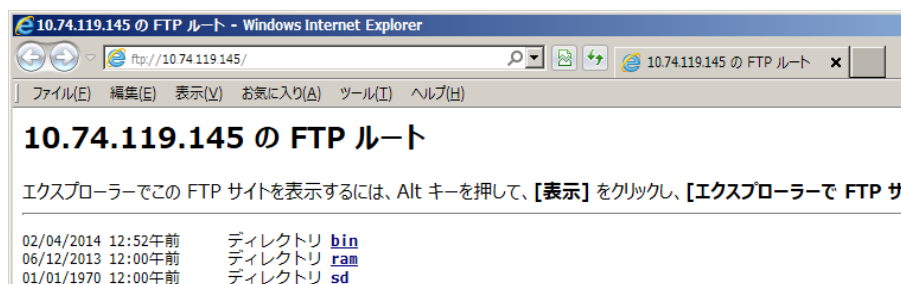 10.74.119.145 の FTP ルート - Windows Internet Explorer
ftp://10.74.119.145/
10.74.119.145 の FTP ルート
ファイル(F) 編集(E) 表示(V) お気に入り(A) ツール(T) ヘルプ(H)
10.74.119.145 の FTP ルート
エクスプローラーでこの FTP サイトを表示するには、Alt キーを押して、[表示] をクリックし、[エクスプローラーで FTP サ
02/04/2014 12:52午前 ディレクトリ bin
06/12/2013 12:00午前 ディレクトリ ram
01/01/1970 12:00午前 ディレクトリ sd